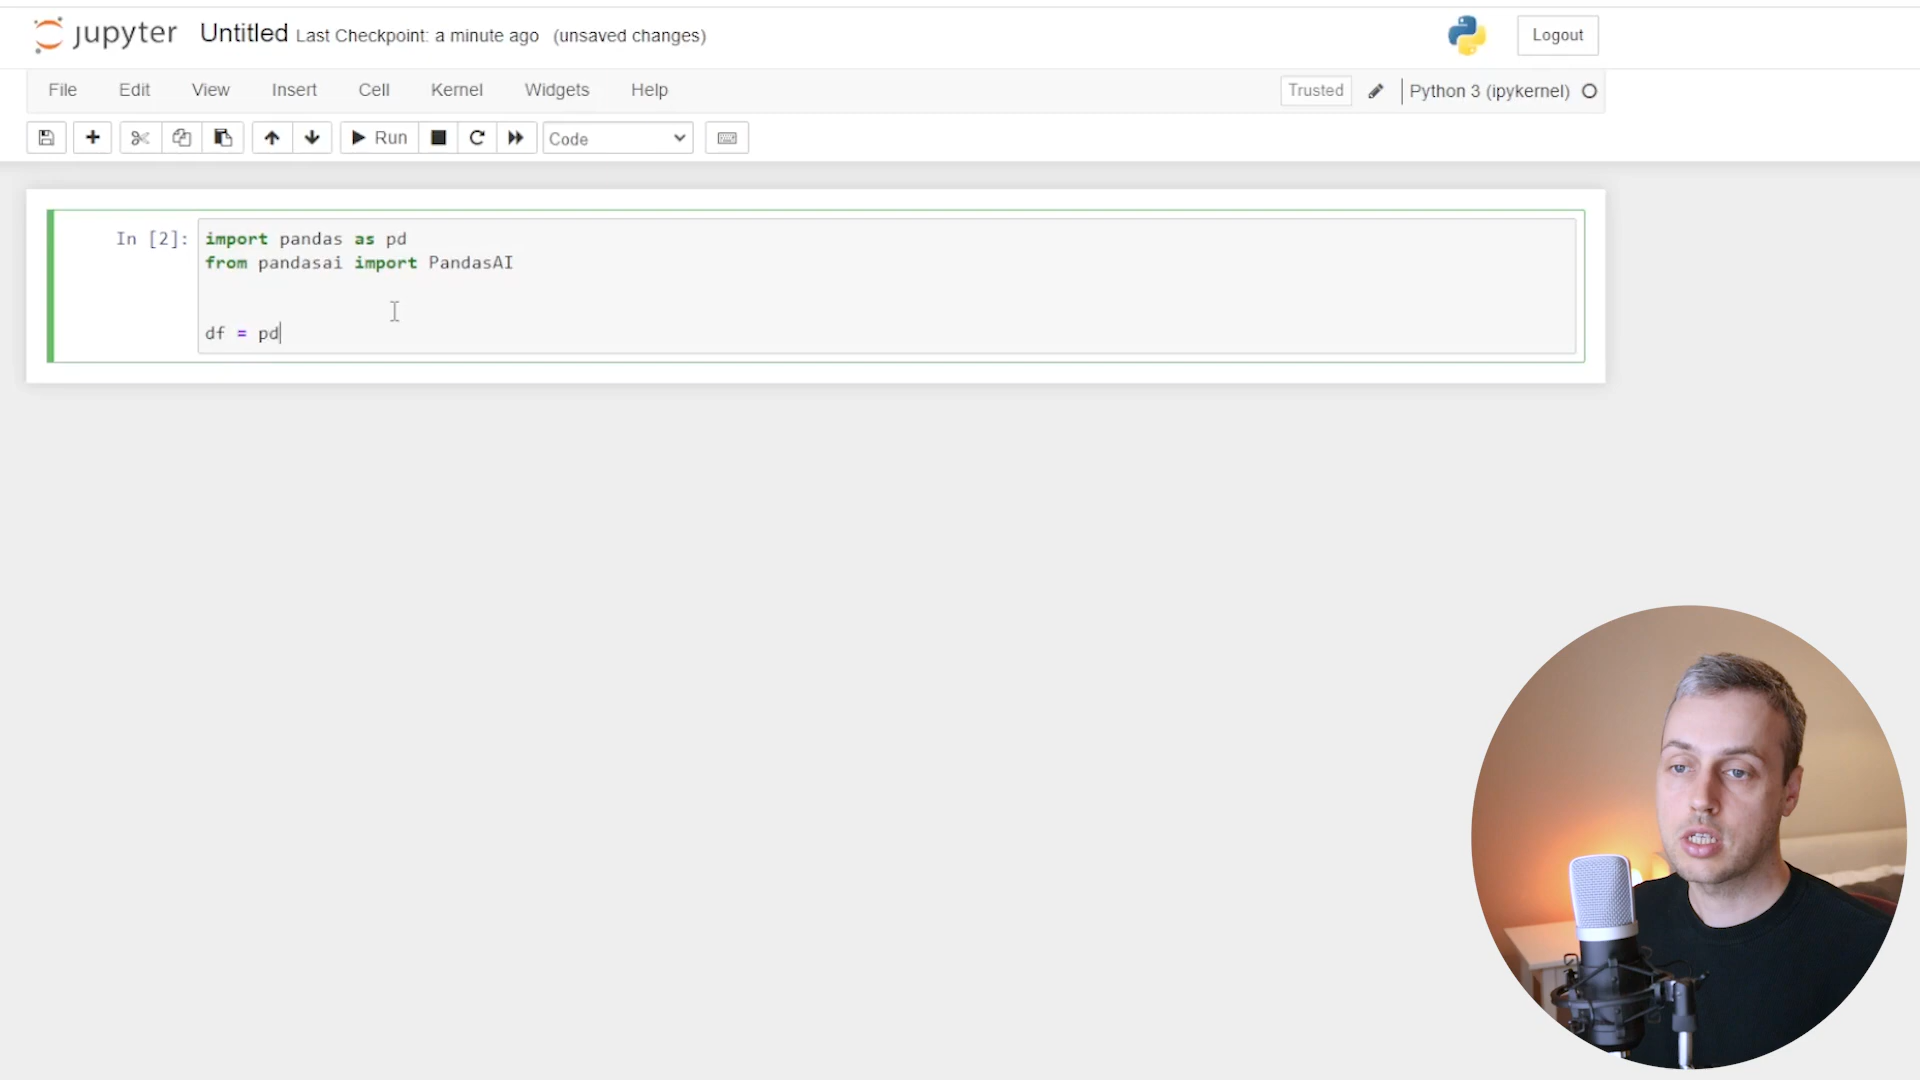 jupyter Untitled Last Checkpoint: a minute ago (unsaved changes) Logout
File Edit View Insert Cell Kernel Widgets Help Trusted Python 3 (ipykernel)
Run Code
In [2]: import pandas as pd
from pandasai import PandasAI
df = pd